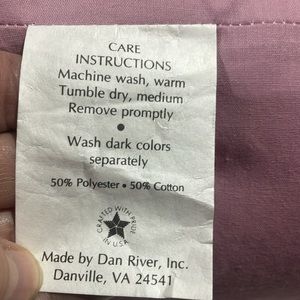 CARE
INSTRUCTIONS
Machine wash, warm
Tumble dry, medium
Remove promptly
•
Wash dark colors
separately
50% Polyester • 50% Cotton
CRAFTED WITH PRIDE
IN U.S.A.
Made by Dan River, Inc.
Danville, VA 24541